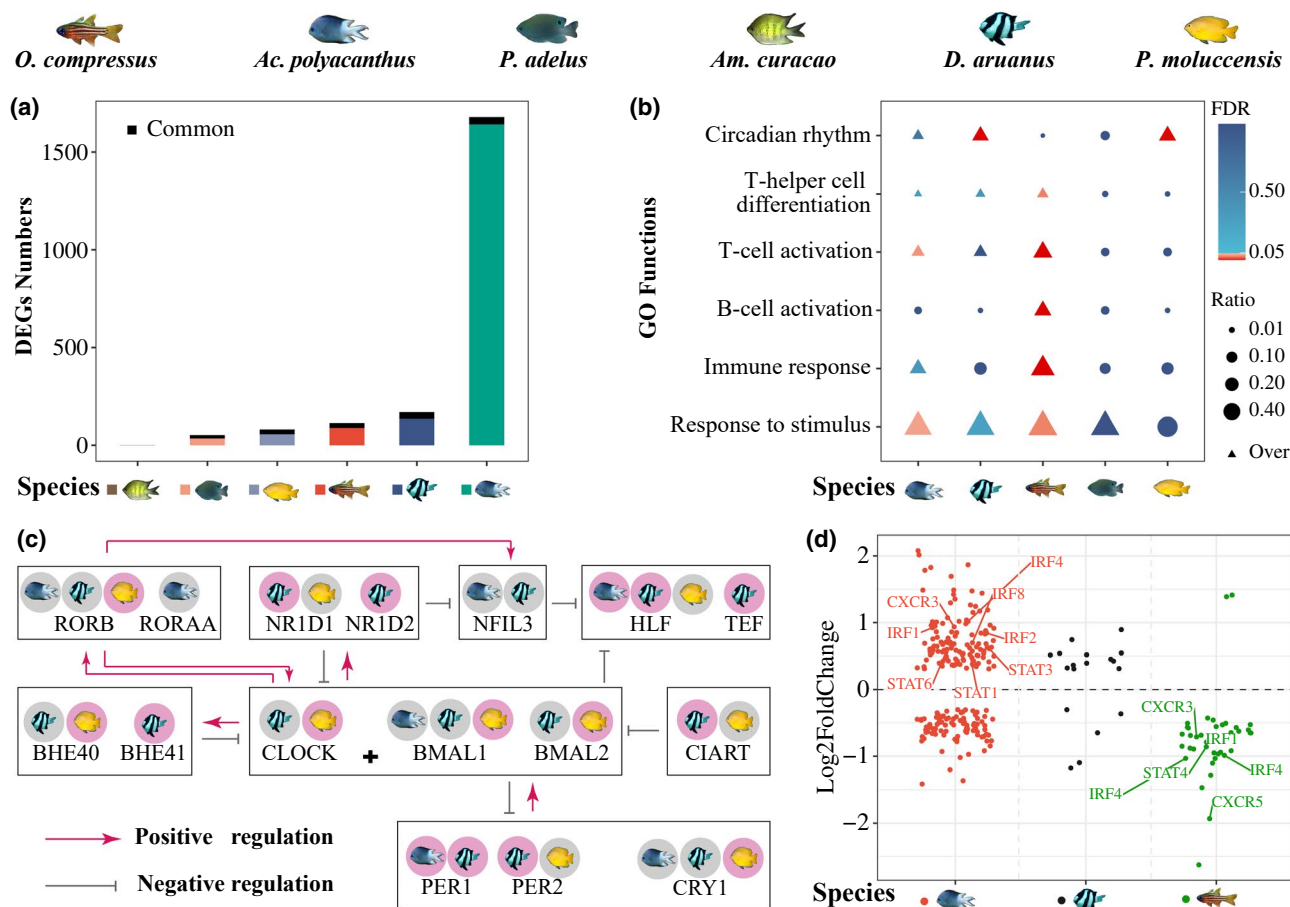 O. compressus
Ac. polyacanthus
P. adelus
Am. curacao
D. aruanus
P. moluccensis
(a)
Common
DEGs Numbers
1500
1000
500
0
Species
(b)
GO Functions
Circadian rhythm
T-helper cell
differentiation
T-cell activation
B-cell activation
Immune response
Response to stimulus
Species
FDR
0.50
0.05
Ratio
0.01
0.10
0.20
0.40
Over
(c)
RORB RORAA
NR1D1 NR1D2
NFIL3
HLF TEF
BHE40 BHE41
CLOCK + BMAL1 BMAL2
CIART
PER1 PER2 CRY1
Positive regulation
Negative regulation
(d)
Log2FoldChange
2
1
0
−1
−2
IRF4
CXCR3
IRF8
IRF1
IRF2
STAT3
STAT6
STAT1
CXCR3
IRF1
STAT4
IRF4
IRF4
CXCR5
Species